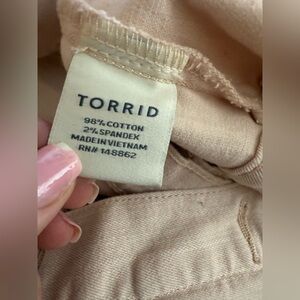 TORRID
98% COTTON
2% SPANDEX
MADE IN VIETNAM
RN# 148862